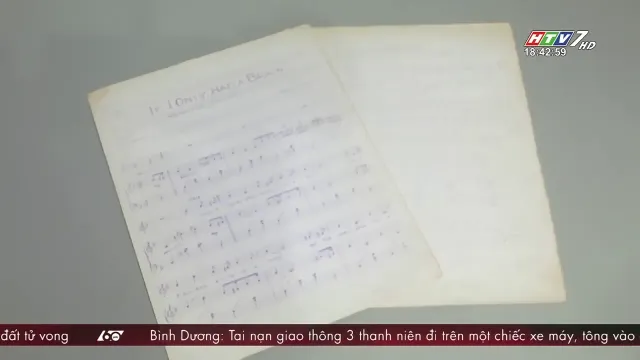 HTV7 HD
18:42:59
IF I ONLY HAD A BRAIN
đất tử vong 60 Bình Dương: Tai nạn giao thông 3 thanh niên đi trên một chiếc xe máy, tông vào